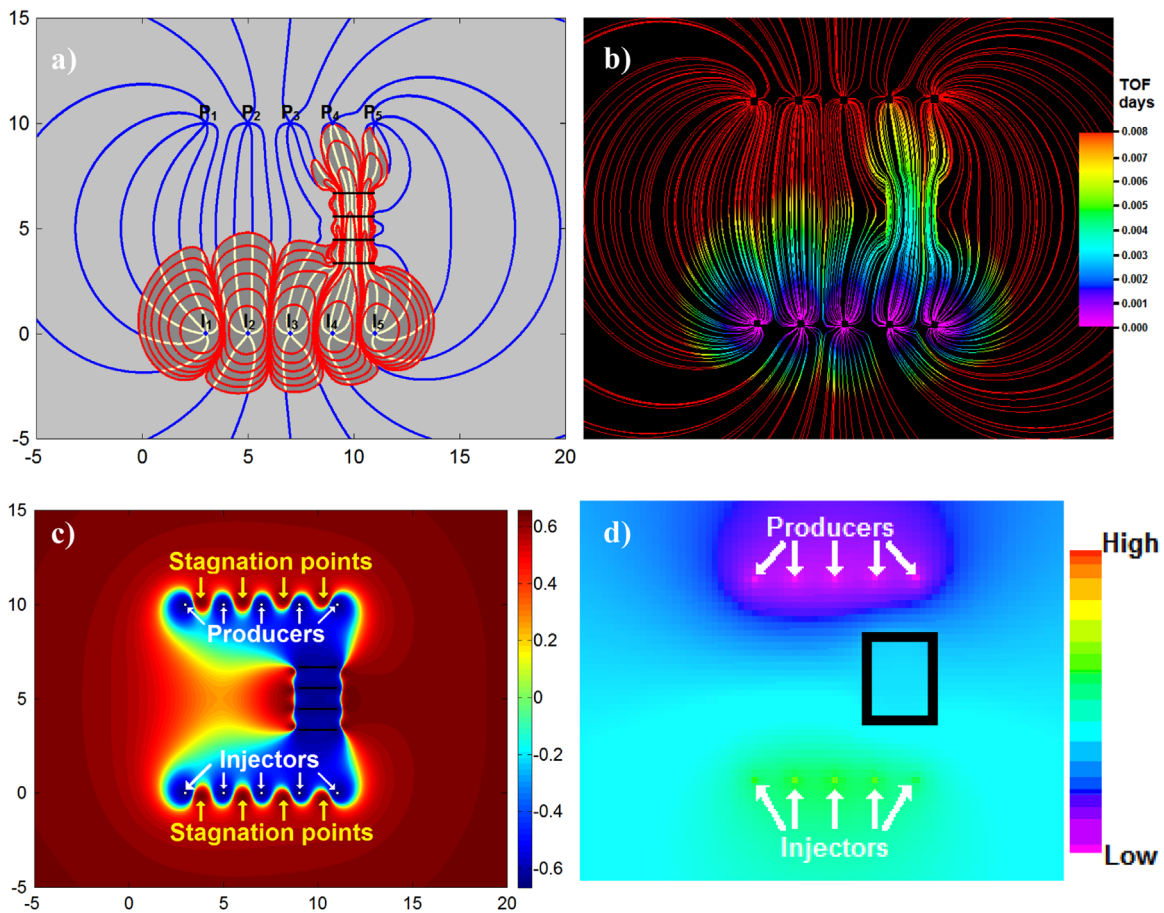 a)
15
10
5
0
-5
P₁ P₂ P₃ P₄ P₅
I₁ I₂ I₃ I₄ I₅
-5 0 5 10 15 20
b)
TOF
days
0.008
0.007
0.006
0.005
0.004
0.003
0.002
0.001
0.000
c)
15
10
5
0
-5
Stagnation points
Producers
Injectors
Stagnation points
-5 0 5 10 15 20
0.6
0.4
0.2
0
-0.2
-0.4
-0.6
d)
Producers
Injectors
High
Low